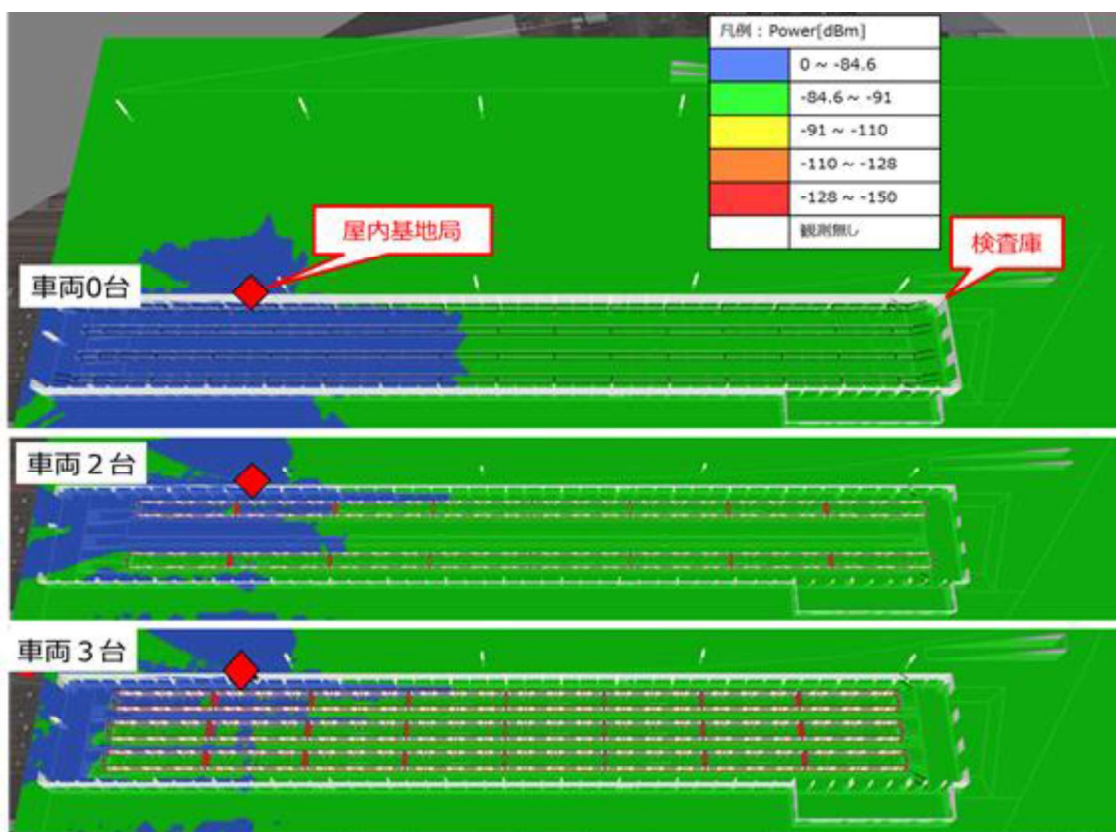 凡例：Power[dBm]
0 ~ -84.6
-84.6 ~ -91
-91 ~ -110
-110 ~ -128
-128 ~ -150
観測無し
屋内基地局
検査庫
車両0台
車両２台
車両３台